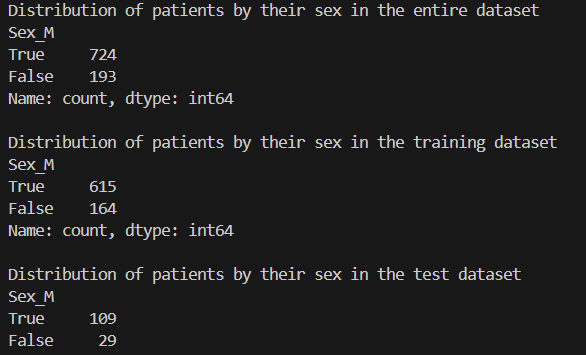 Distribution of patients by their sex in the entire dataset
Sex_M
True     724
False    193
Name: count, dtype: int64

Distribution of patients by their sex in the training dataset
Sex_M
True     615
False    164
Name: count, dtype: int64

Distribution of patients by their sex in the test dataset
Sex_M
True     109
False     29